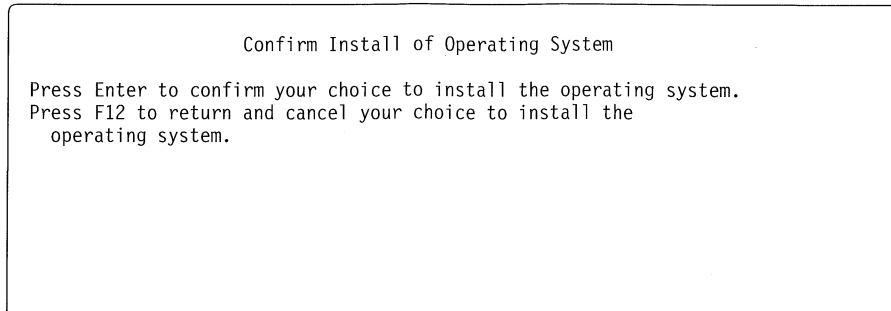 Confirm Install of Operating System
Press Enter to confirm your choice to install the operating system.
Press F12 to return and cancel your choice to install the
operating system.